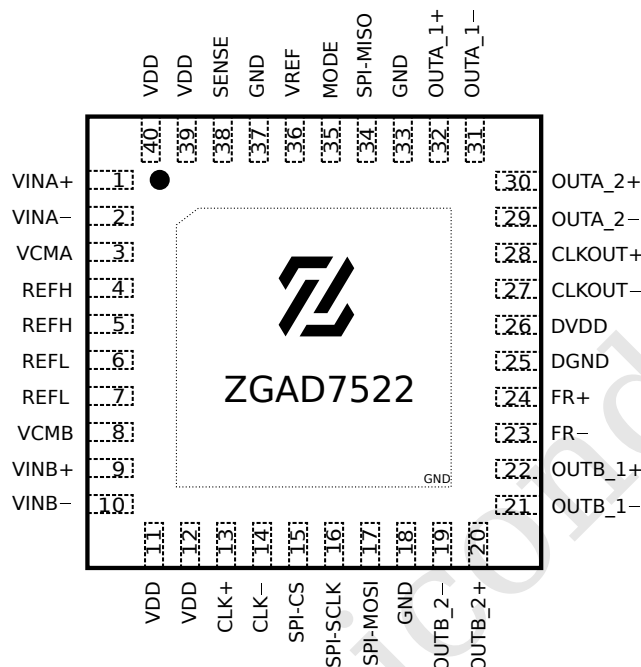 VDD VDD SENSE GND VREF MODE SPI-MISO GND OUTA_1+ OUTA_1−
40 39 38 37 36 35 34 33 32 31
VINA+ 1 30 OUTA_2+
VINA− 2 29 OUTA_2−
VCMA 3 28 CLKOUT+
REFH 4 27 CLKOUT−
REFH 5 26 DVDD
REFL 6 25 DGND
REFL 7 24 FR+
VCMB 8 23 FR−
VINB+ 9 22 OUTB_1+
VINB− 10 21 OUTB_1−
ZGAD7522
GND
11 12 13 14 15 16 17 18 19 20
VDD VDD CLK+ CLK− SPI-CS SPI-SCLK SPI-MOSI GND OUTB_2− OUTB_2+